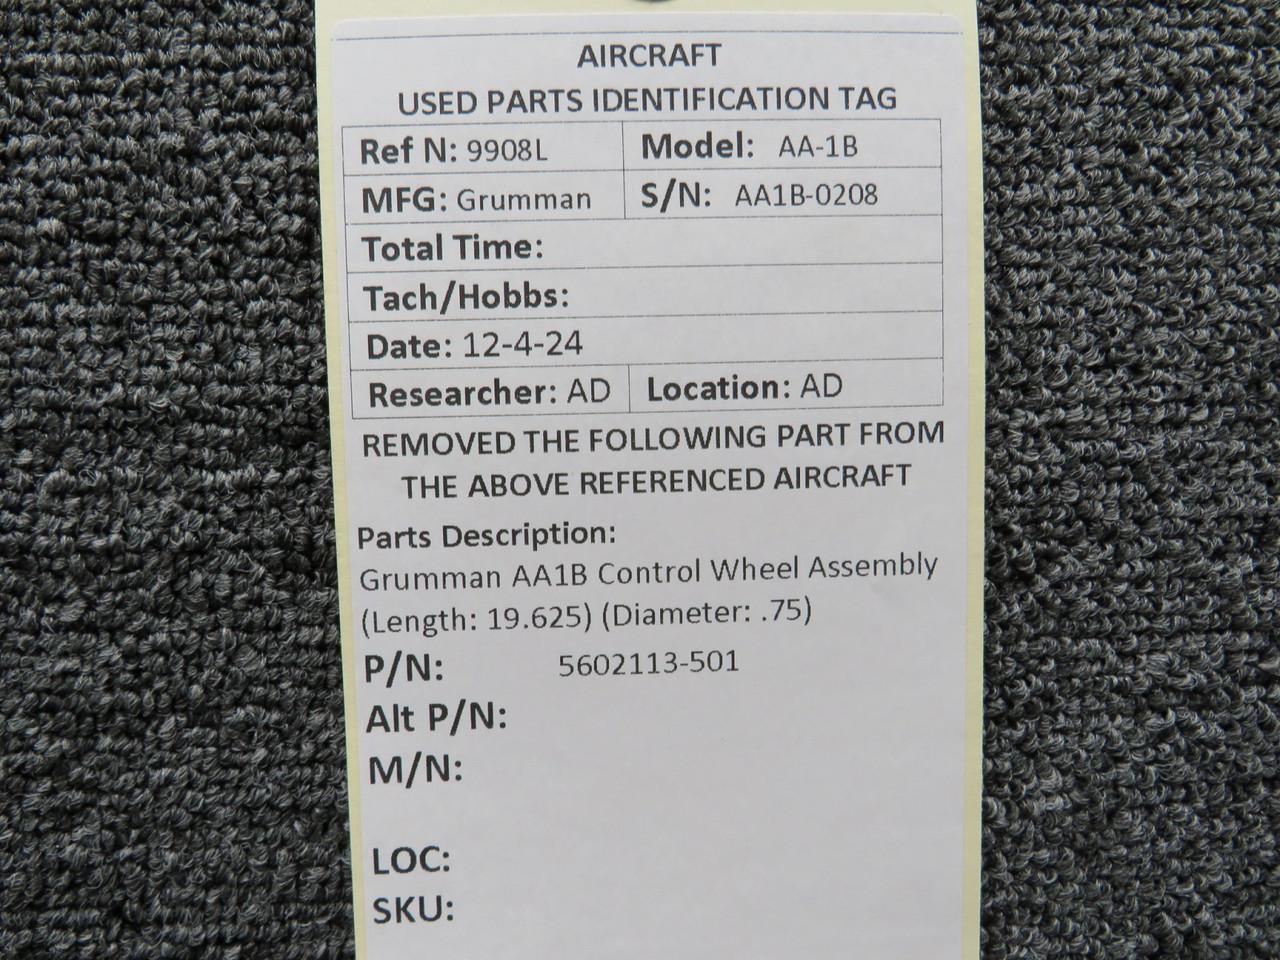 AIRCRAFT
USED PARTS IDENTIFICATION TAG
Ref N: 9908L Model: AA-1B
MFG: Grumman S/N: AA1B-0208
Total Time:
Tach/Hobbs:
Date: 12-4-24
Researcher: AD Location: AD
REMOVED THE FOLLOWING PART FROM
THE ABOVE REFERENCED AIRCRAFT
Parts Description:
Grumman AA1B Control Wheel Assembly
(Length: 19.625) (Diameter: .75)
P/N: 5602113-501
Alt P/N:
M/N:
LOC:
SKU: